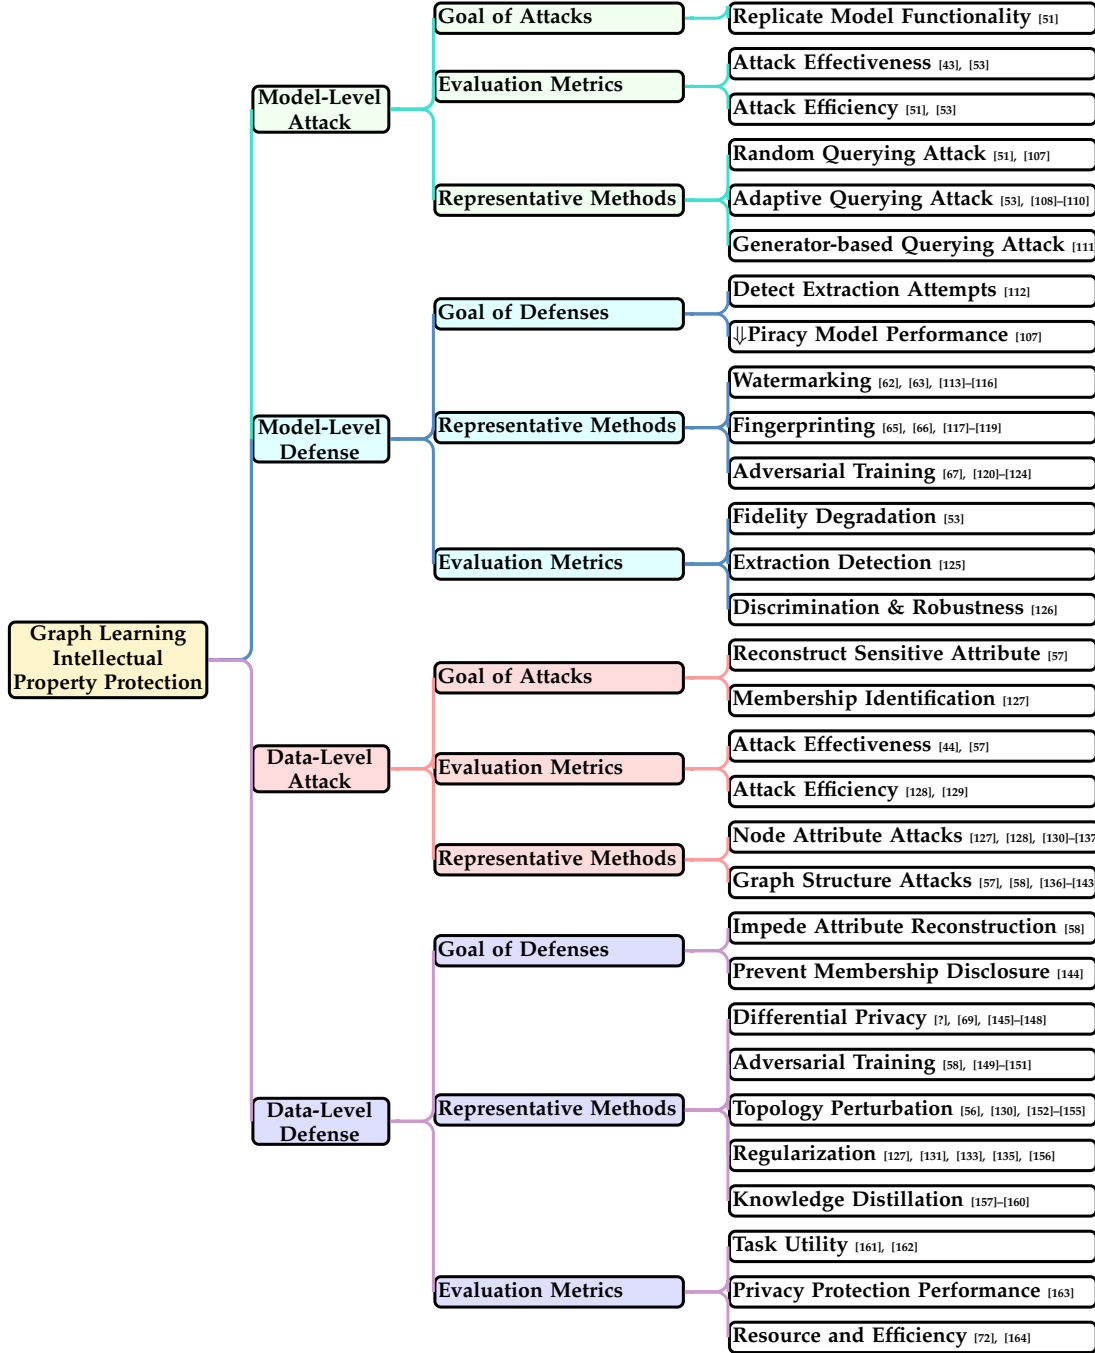 Graph Learning
Intellectual
Property Protection
Model-Level
Attack
Goal of Attacks
Replicate Model Functionality [51]
Evaluation Metrics
Attack Effectiveness [43], [53]
Attack Efficiency [51], [53]
Representative Methods
Random Querying Attack [51], [107]
Adaptive Querying Attack [53], [108]–[110]
Generator-based Querying Attack [111]
Model-Level
Defense
Goal of Defenses
Detect Extraction Attempts [112]
⇓Piracy Model Performance [107]
Representative Methods
Watermarking [62], [63], [113]–[116]
Fingerprinting [65], [66], [117]–[119]
Adversarial Training [67], [120]–[124]
Evaluation Metrics
Fidelity Degradation [53]
Extraction Detection [125]
Discrimination & Robustness [126]
Data-Level
Attack
Goal of Attacks
Reconstruct Sensitive Attribute [57]
Membership Identification [127]
Evaluation Metrics
Attack Effectiveness [44], [57]
Attack Efficiency [128], [129]
Representative Methods
Node Attribute Attacks [127], [128], [130]–[137
Graph Structure Attacks [57], [58], [136]–[143
Data-Level
Defense
Goal of Defenses
Impede Attribute Reconstruction [58]
Prevent Membership Disclosure [144]
Representative Methods
Differential Privacy [?], [69], [145]–[148]
Adversarial Training [58], [149]–[151]
Topology Perturbation [56], [130], [152]–[155]
Regularization [127], [131], [133], [135], [156]
Knowledge Distillation [157]–[160]
Evaluation Metrics
Task Utility [161], [162]
Privacy Protection Performance [163]
Resource and Efficiency [72], [164]